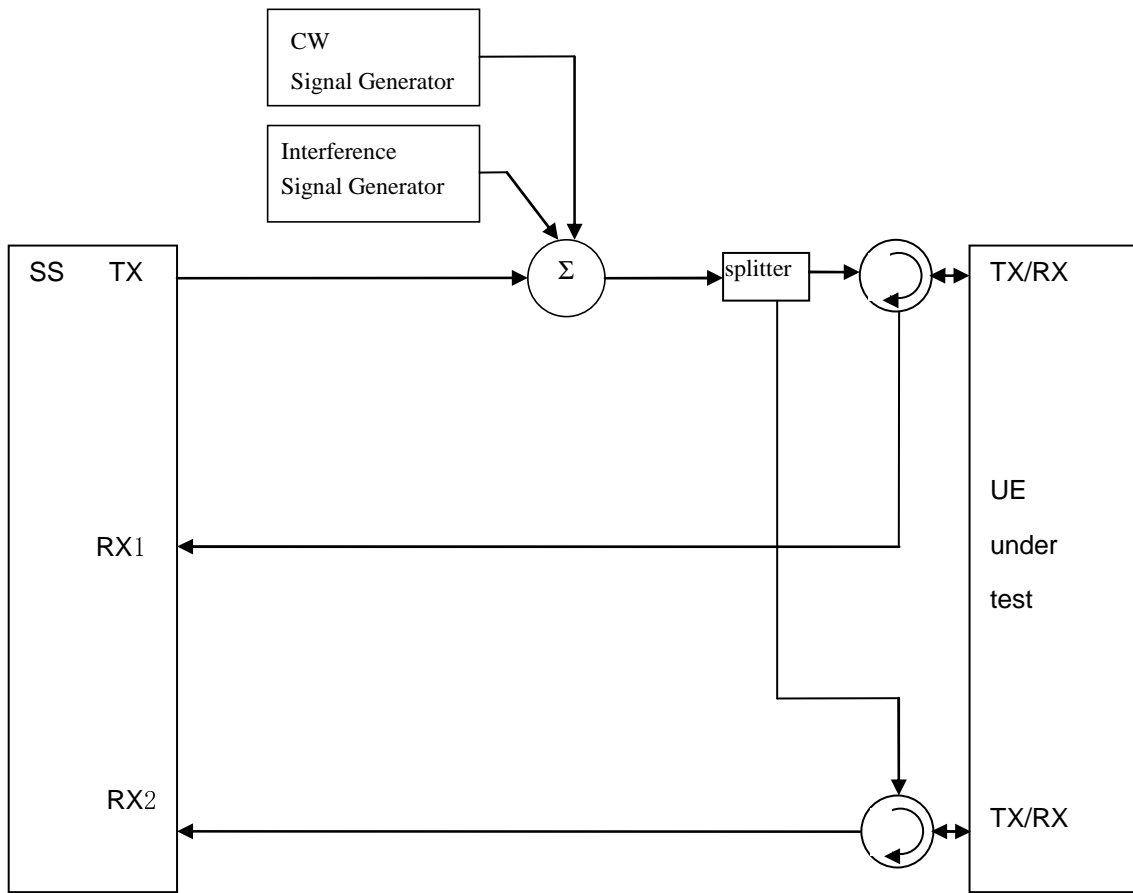 CW
Signal Generator
Interference
Signal Generator
SS TX
Σ
splitter
TX/RX
RX1
UE
under
test
RX2
TX/RX